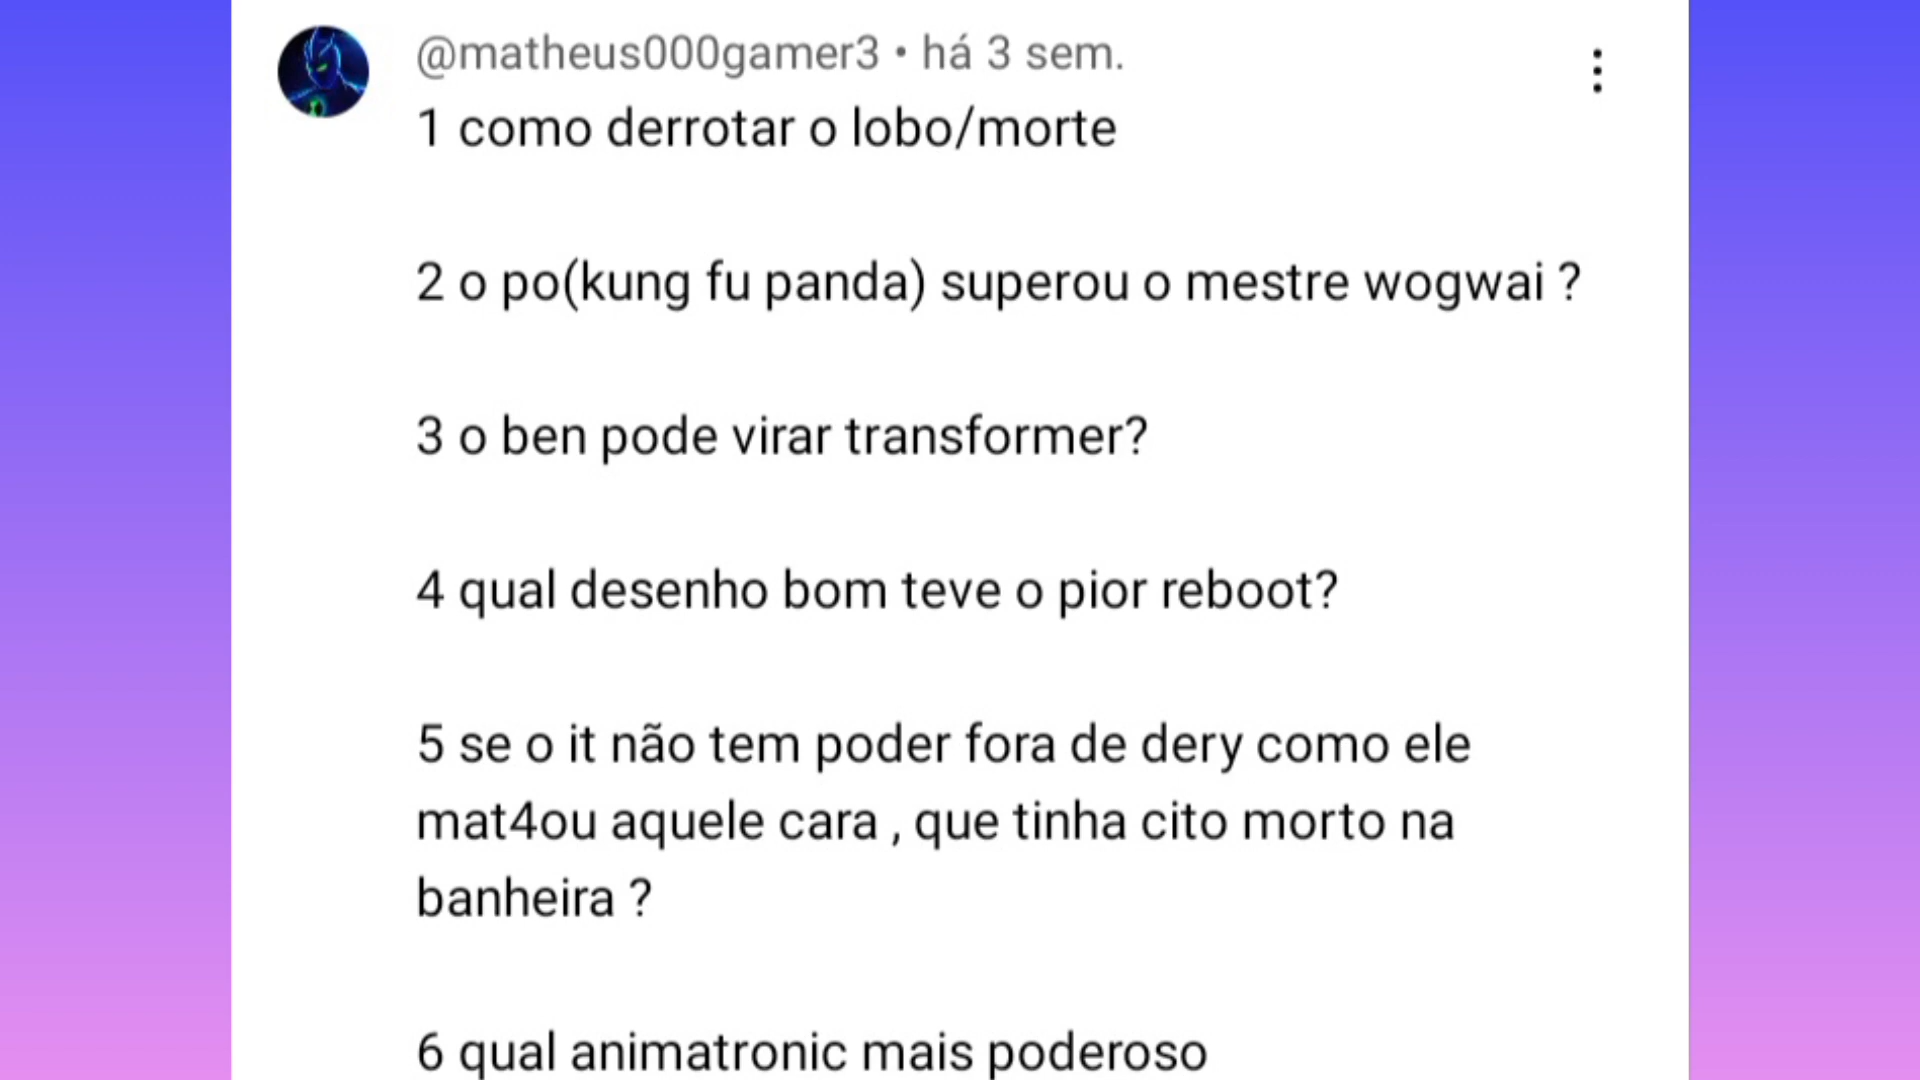 @matheus000gamer3 • há 3 sem.
1 como derrotar o lobo/morte
2 o po(kung fu panda) superou o mestre wogwai ?
3 o ben pode virar transformer?
4 qual desenho bom teve o pior reboot?
5 se o it não tem poder fora de dery como ele
mat4ou aquele cara , que tinha cito morto na
banheira ?
6 qual animatronic mais poderoso